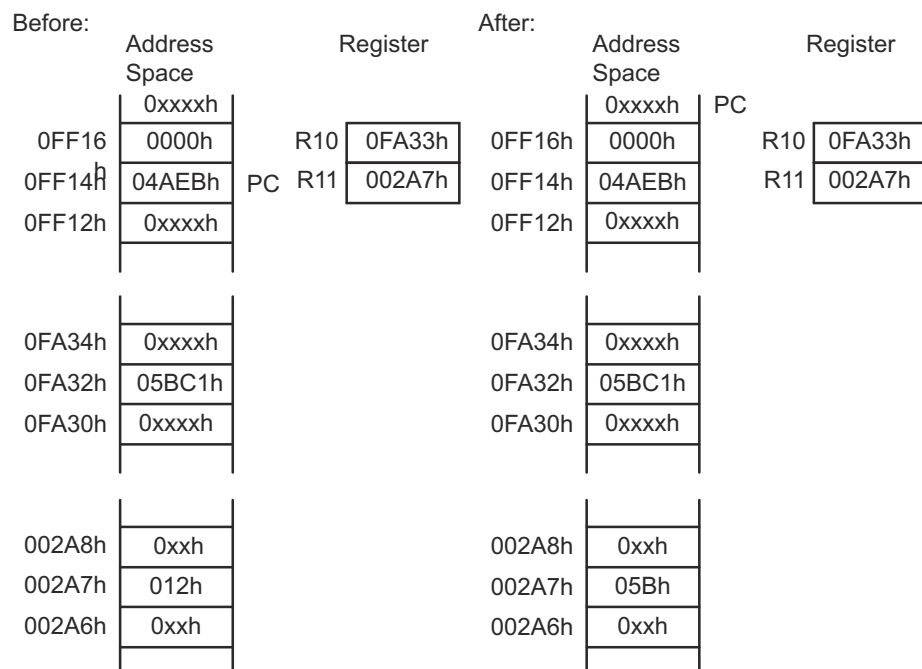 Before:
Address
Space
Register
0xxxxh
0FF16
h
0000h
R10
0FA33h
0FF14h
04AEBh
PC
R11
002A7h
0FF12h
0xxxxh
0FA34h
0xxxxh
0FA32h
05BC1h
0FA30h
0xxxxh
002A8h
0xxh
002A7h
012h
002A6h
0xxh
After:
Address
Space
Register
0xxxxh
PC
0FF16h
0000h
R10
0FA33h
0FF14h
04AEBh
R11
002A7h
0FF12h
0xxxxh
0FA34h
0xxxxh
0FA32h
05BC1h
0FA30h
0xxxxh
002A8h
0xxh
002A7h
05Bh
002A6h
0xxh